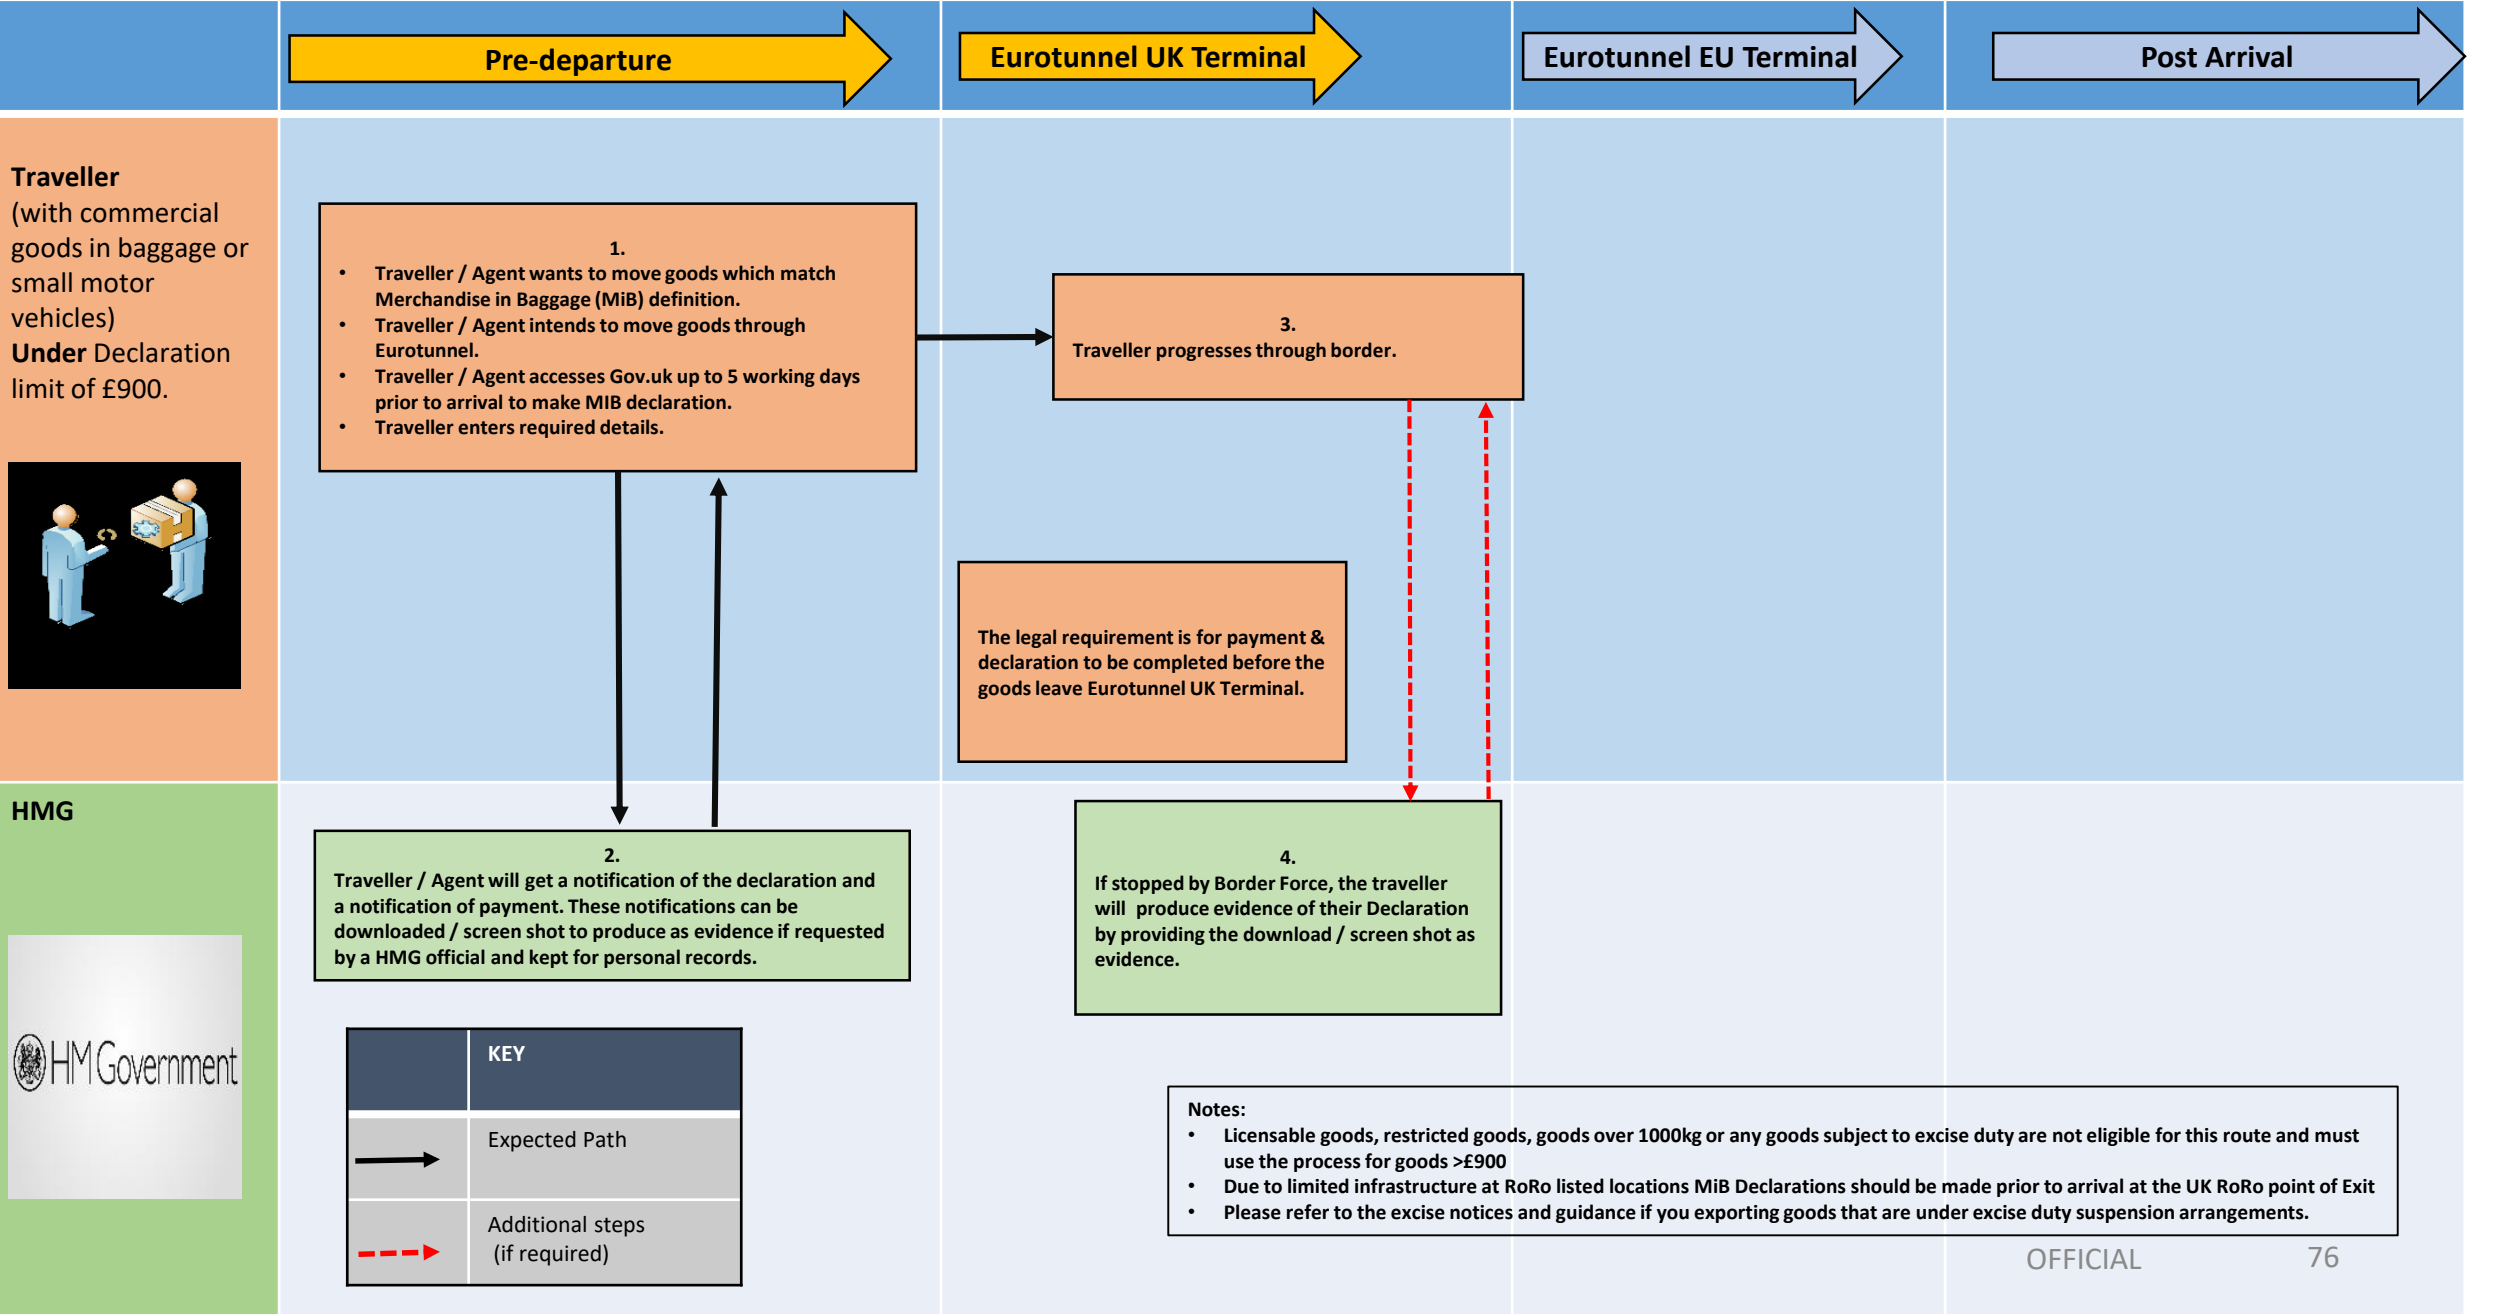 Pre-departure
Eurotunnel UK Terminal
Eurotunnel EU Terminal
Post Arrival
Traveller
(with commercial
goods in baggage or
small motor
vehicles)
Under Declaration
limit of £900.
1.
• Traveller / Agent wants to move goods which match
Merchandise in Baggage (MiB) definition.
• Traveller / Agent intends to move goods through
Eurotunnel.
• Traveller / Agent accesses Gov.uk up to 5 working days
prior to arrival to make MIB declaration.
• Traveller enters required details.
3.
Traveller progresses through border.
The legal requirement is for payment &
declaration to be completed before the
goods leave Eurotunnel UK Terminal.
HMG
HM Government
2.
Traveller / Agent will get a notification of the declaration and
a notification of payment. These notifications can be
downloaded / screen shot to produce as evidence if requested
by a HMG official and kept for personal records.
4.
If stopped by Border Force, the traveller
will produce evidence of their Declaration
by providing the download / screen shot as
evidence.
KEY
Expected Path
Additional steps
(if required)
Notes:
• Licensable goods, restricted goods, goods over 1000kg or any goods subject to excise duty are not eligible for this route and must
use the process for goods >£900
• Due to limited infrastructure at RoRo listed locations MiB Declarations should be made prior to arrival at the UK RoRo point of Exit
• Please refer to the excise notices and guidance if you exporting goods that are under excise duty suspension arrangements.
OFFICIAL
76